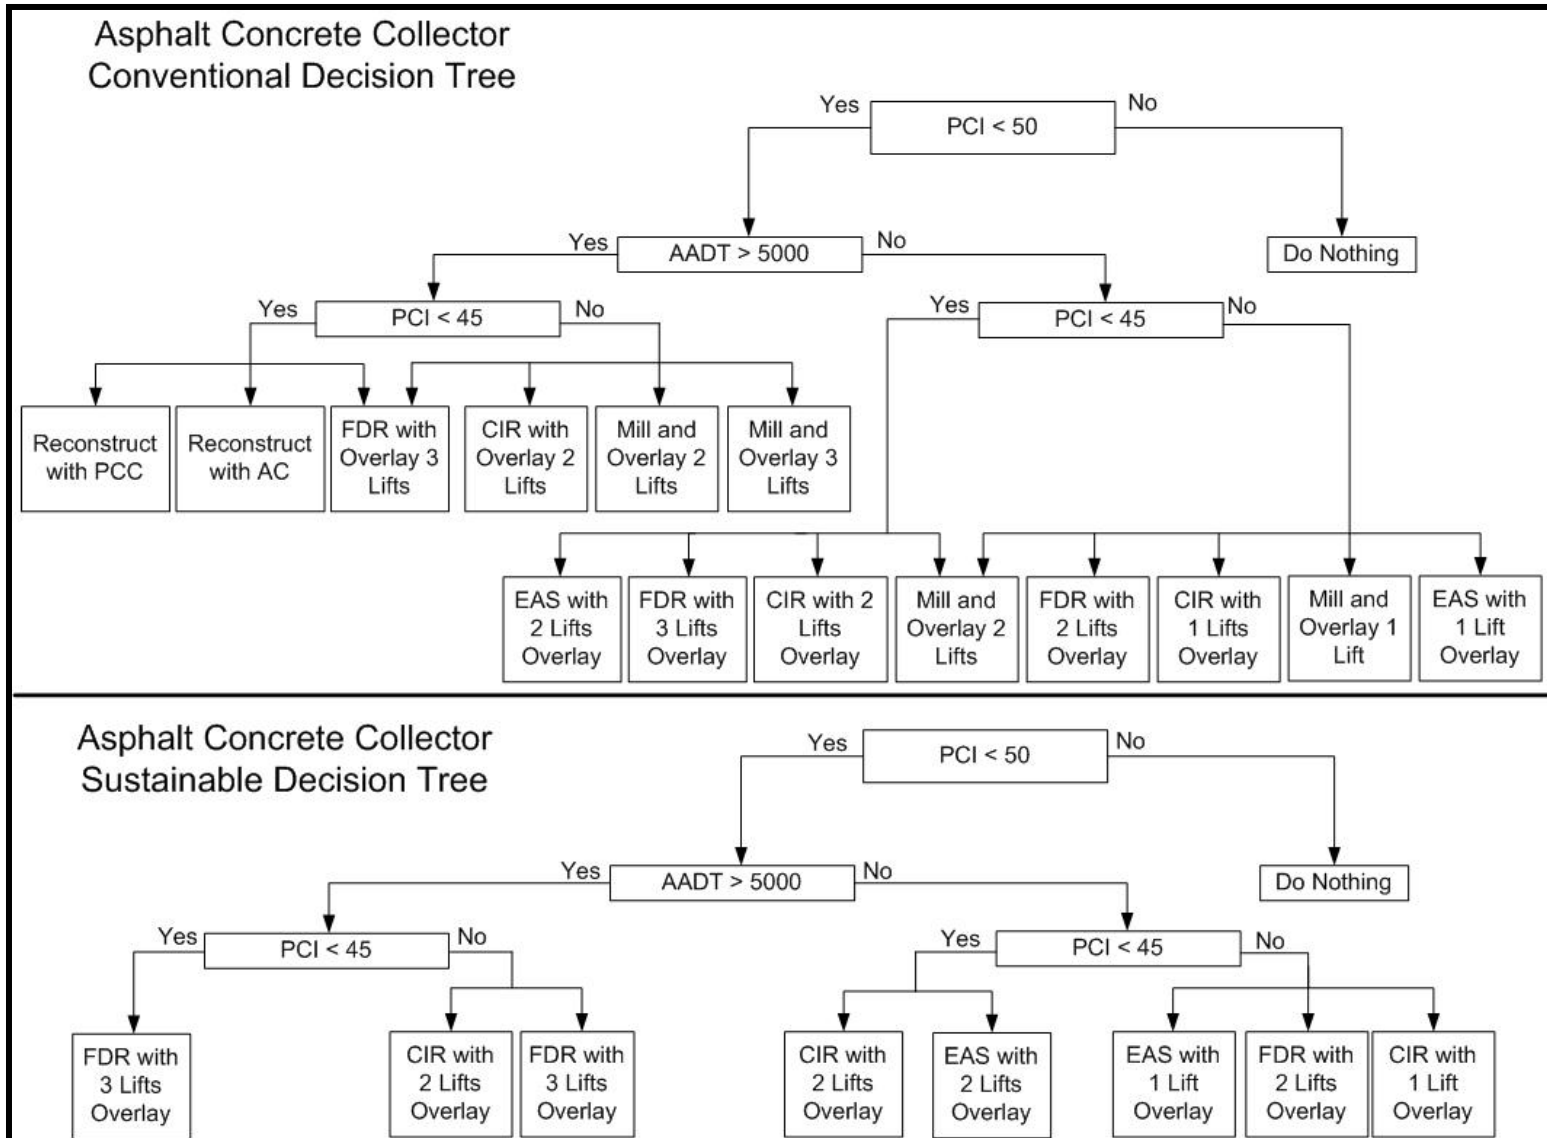 Asphalt Concrete Collector
Conventional Decision Tree
Yes
PCI < 50
No
Yes
AADT > 5000
No
Do Nothing
Yes
PCI < 45
No
Yes
PCI < 45
No
Reconstruct
with PCC
Reconstruct
with AC
FDR with
Overlay 3
Lifts
CIR with
Overlay 2
Lifts
Mill and
Overlay 2
Lifts
Mill and
Overlay 3
Lifts
EAS with
2 Lifts
Overlay
FDR with
3 Lifts
Overlay
CIR with 2
Lifts
Overlay
Mill and
Overlay 2
Lifts
FDR with
2 Lifts
Overlay
CIR with
1 Lifts
Overlay
Mill and
Overlay 1
Lift
EAS with
1 Lift
Overlay
Asphalt Concrete Collector
Sustainable Decision Tree
Yes
PCI < 50
No
Yes
AADT > 5000
No
Do Nothing
Yes
PCI < 45
No
Yes
PCI < 45
No
FDR with
3 Lifts
Overlay
CIR with
2 Lifts
Overlay
FDR with
3 Lifts
Overlay
CIR with
2 Lifts
Overlay
EAS with
2 Lifts
Overlay
EAS with
1 Lift
Overlay
FDR with
2 Lifts
Overlay
CIR with
1 Lift
Overlay